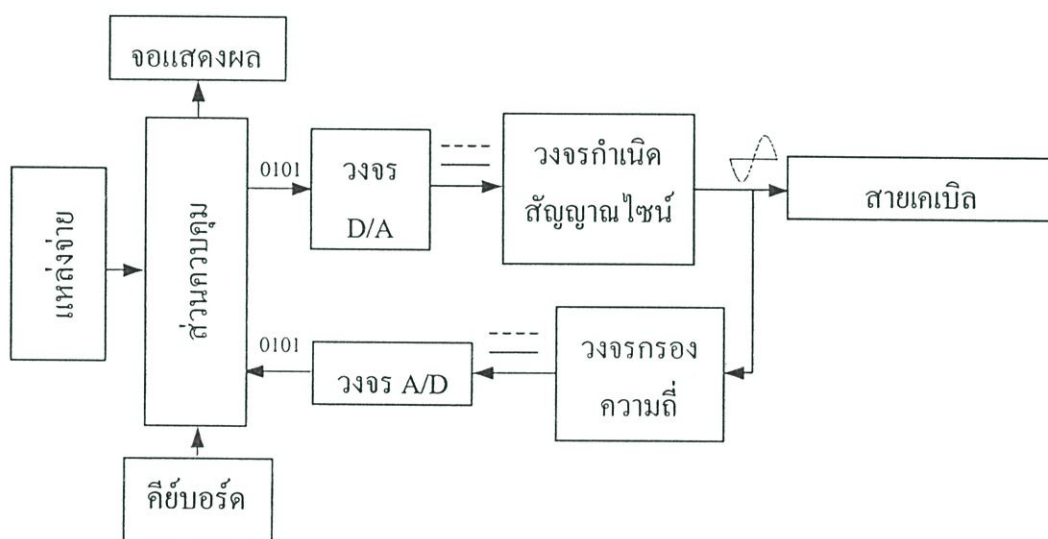 จอแสดงผล
แหล่งจ่าย
ส่วนควบคุม
0101
วงจร
D/A
วงจรกำเนิด
สัญญาณไซน์
สายเคเบิล
0101
วงจร A/D
วงจรกรอง
ความถี่
คีย์บอร์ด